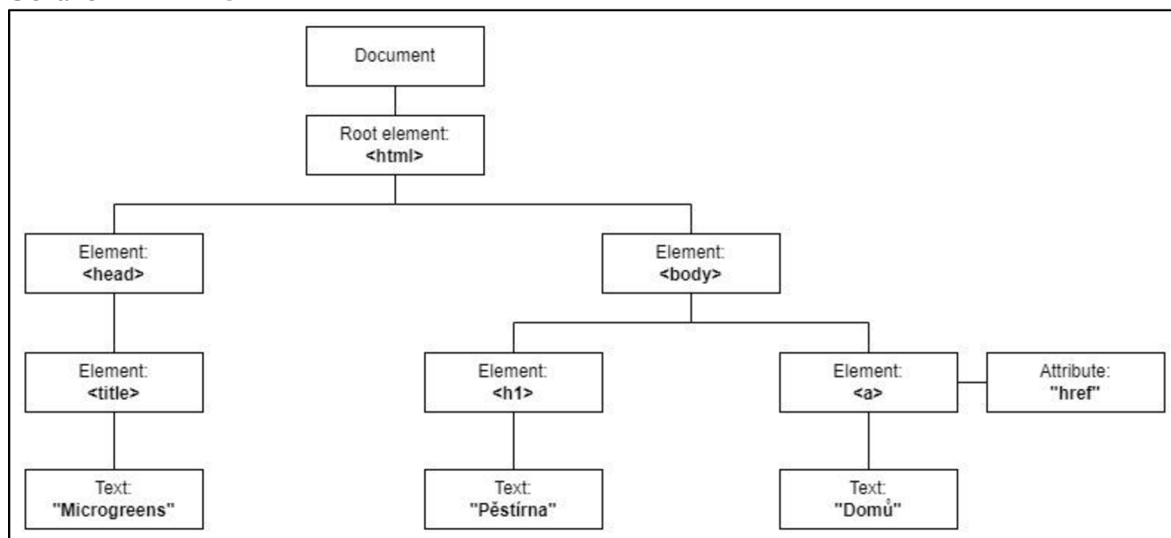 Document
Root element:
<html>
Element:
<head>
Element:
<body>
Element:
<title>
Element:
<h1>
Element:
<a>
Attribute:
"href"
Text:
"Microgreens"
Text:
"Pěstírna"
Text:
"Domů"